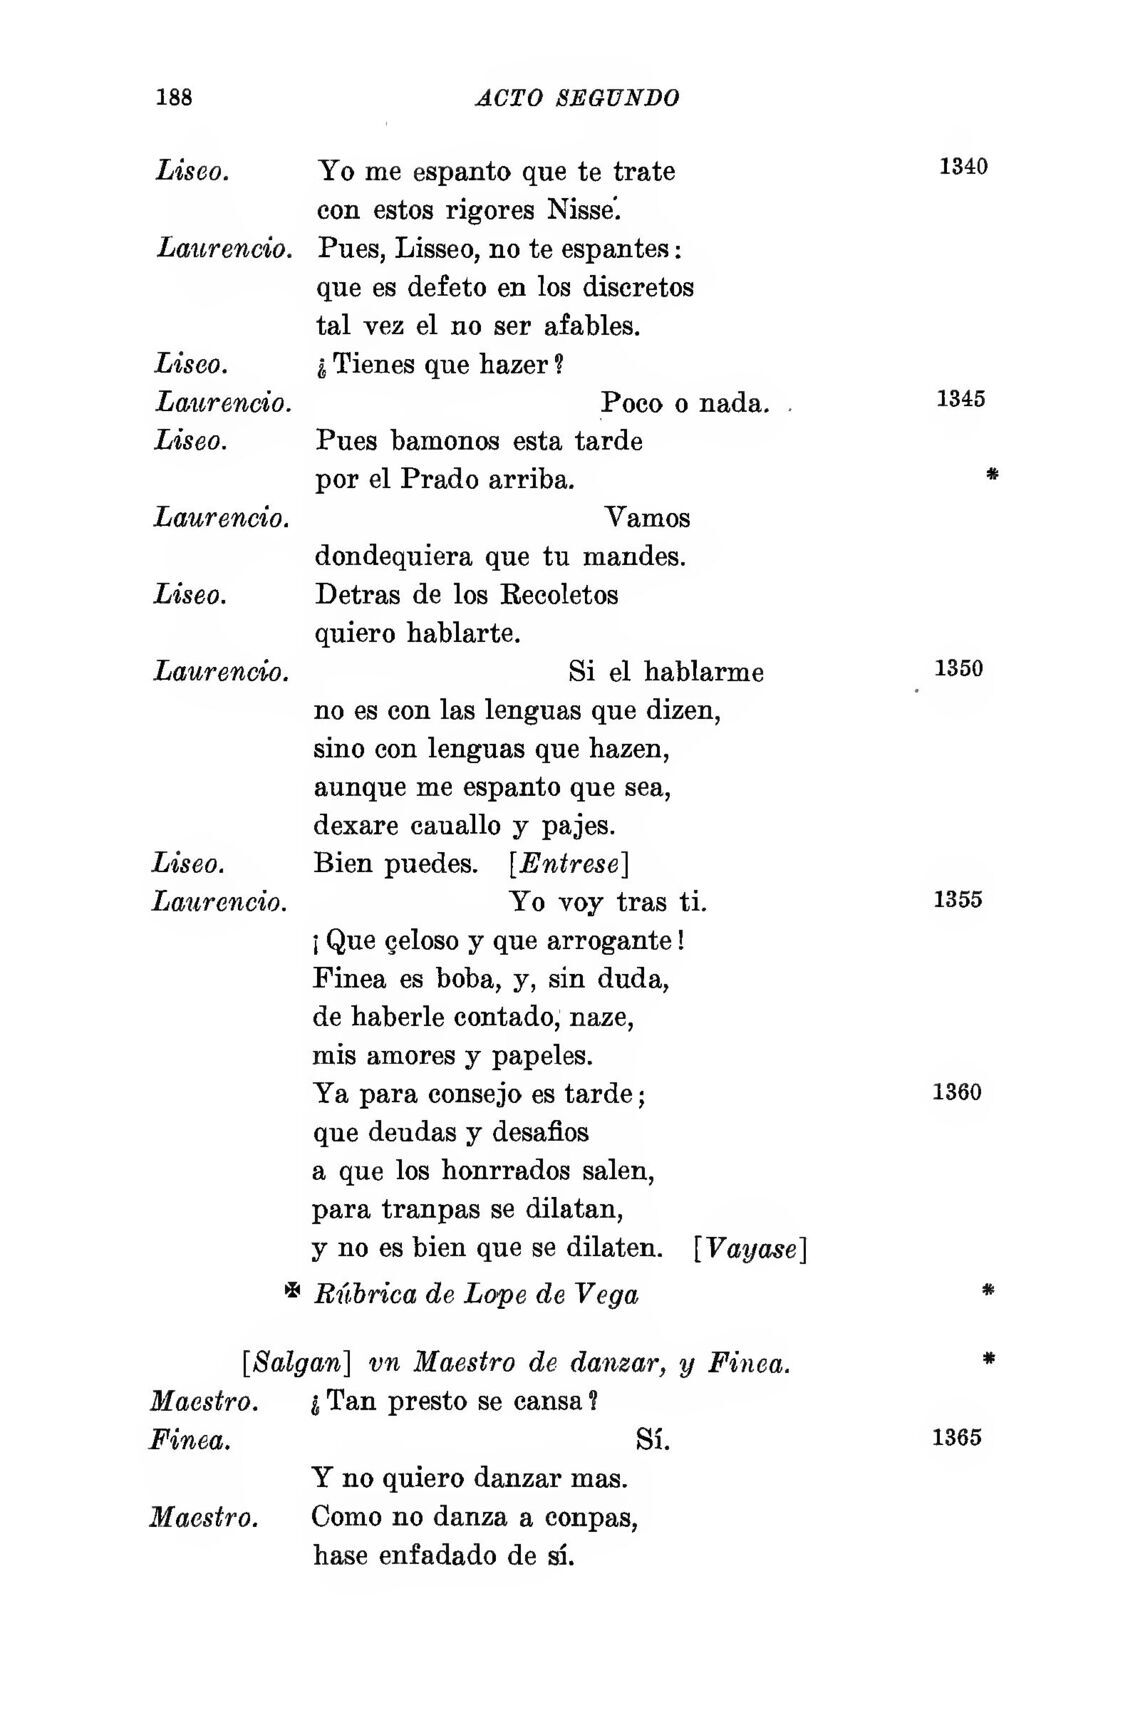 188 ACTO SEGUNDO
Liseo. Yo me espanto que te trate 1340
con estos rigores Nisse.
Laurencio. Pues, Lisseo, no te espantes:
que es defeto en los discretos
tal vez el no ser afables.
Liseo. ¿Tienes que hazer?
Laurencio. Poco o nada. 1345
Liseo. Pues bamonos esta tarde
por el Prado arriba. *
Laurencio. Vamos
dondequiera que tu mandes.
Liseo. Detras de los Recoletos
quiero hablarte.
Laurencio. Si el hablarme 1350
no es con las lenguas que dizen,
sino con lenguas que hazen,
aunque me espanto que sea,
dexare cauallo y pajes.
Liseo. Bien puedes. [Entrese]
Laurencio. Yo voy tras ti. 1355
¡Que çeloso y que arrogante!
Finea es boba, y, sin duda,
de haberle contado, naze,
mis amores y papeles.
Ya para consejo es tarde; 1360
que deudas y desafios
a que los honrrados salen,
para tranpas se dilatan,
y no es bien que se dilaten. [Vayase]
✠ Rúbrica de Lope de Vega *
[Salgan] vn Maestro de danzar, y Finea. *
Maestro. ¿Tan presto se cansa?
Finea. Sí. 1365
Y no quiero danzar mas.
Maestro. Como no danza a conpas,
hase enfadado de sí.